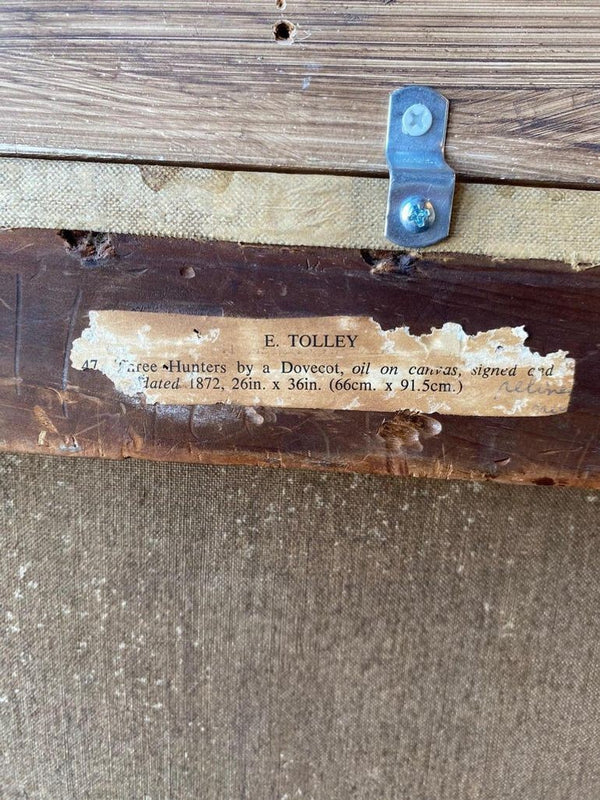 E. TOLLEY
47 Three Hunters by a Dovecot, oil on canvas, signed and
dated 1872, 26in. x 36in. (66cm. x 91.5cm.)